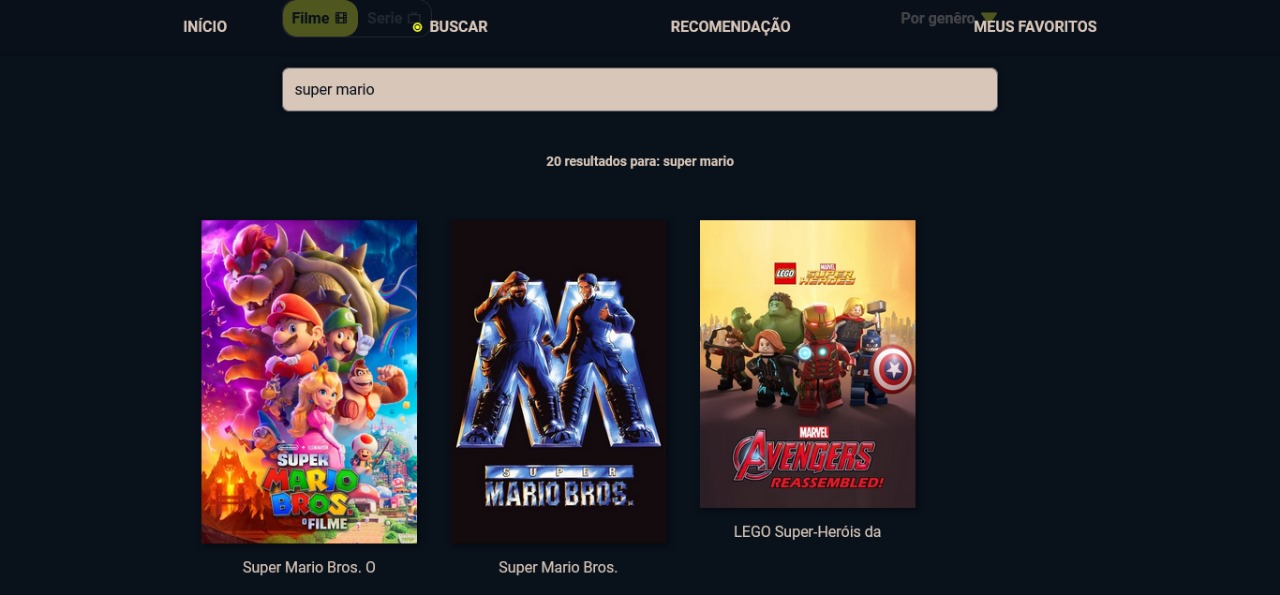 Filme Serie Por genêro
INÍCIO BUSCAR RECOMENDAÇÃO MEUS FAVORITOS
super mario
20 resultados para: super mario
SUPER
MARIO
BROS.
O FILME
SUPER
MARIO BROS.
LEGO MARVEL SUPER HEROES
MARVEL
AVENGERS
REASSEMBLED!
LEGO Super-Heróis da
Super Mario Bros. O
Super Mario Bros.